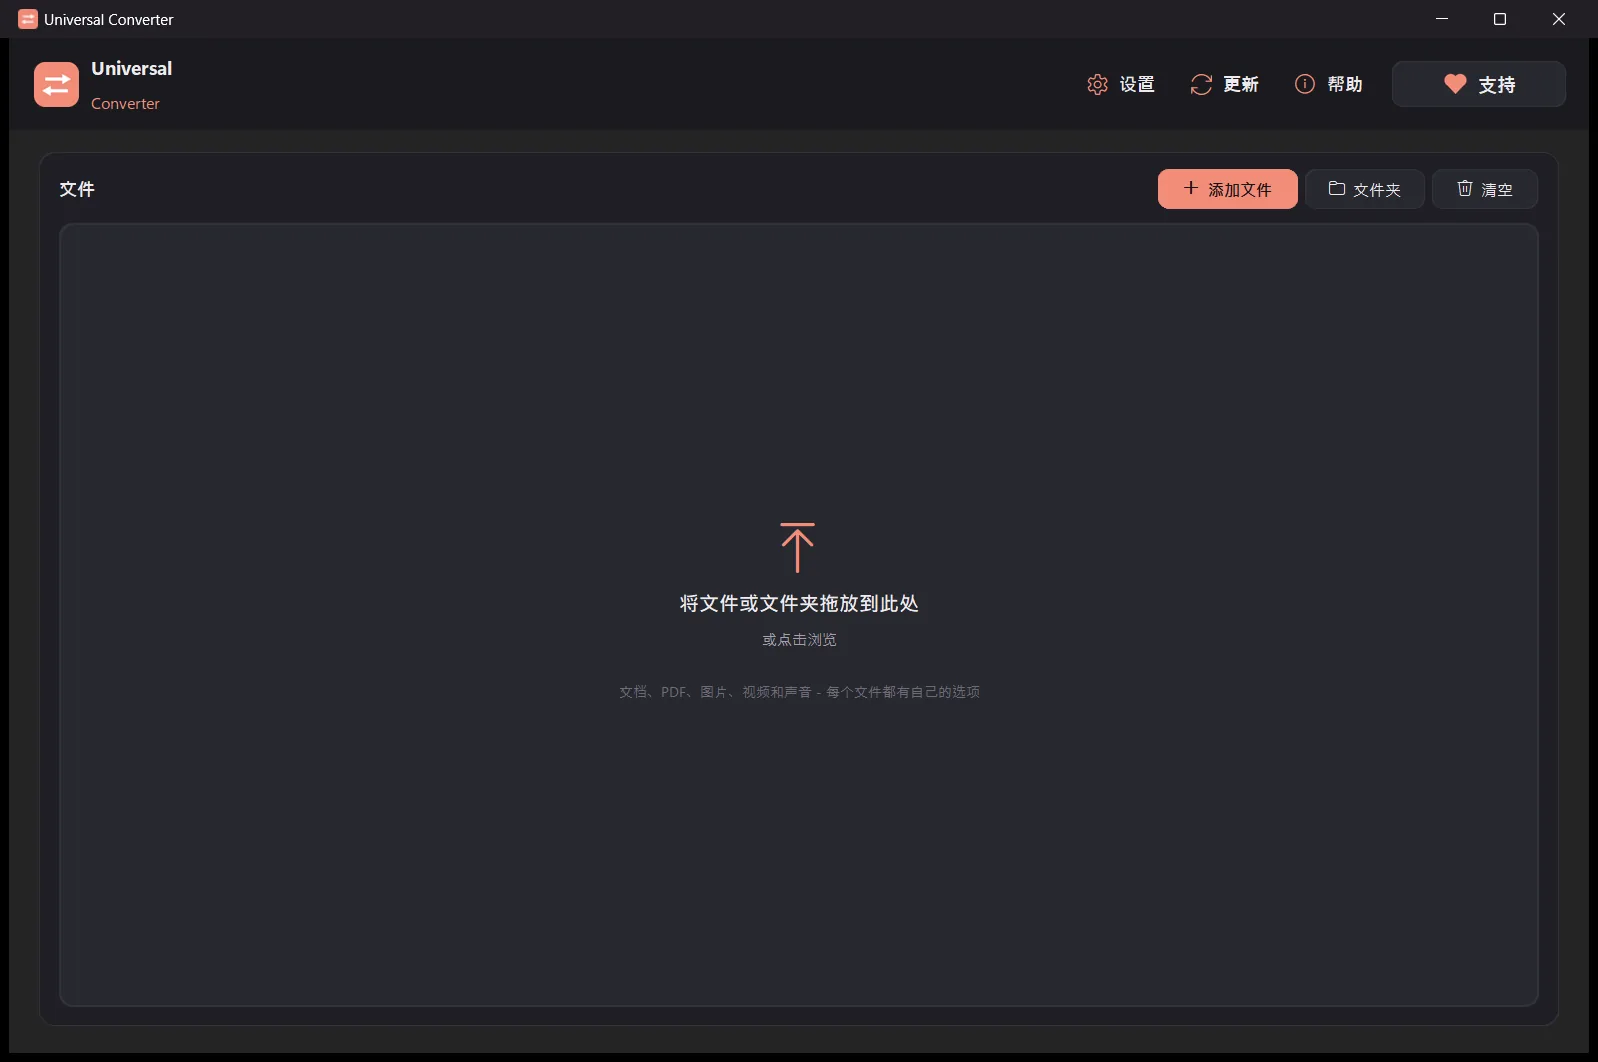 Universal Converter
Universal
Converter
设置
更新
帮助
支持
文件
添加文件
文件夹
清空
将文件或文件夹拖放到此处
或点击浏览
文档、PDF、图片、视频和声音 - 每个文件都有自己的选项